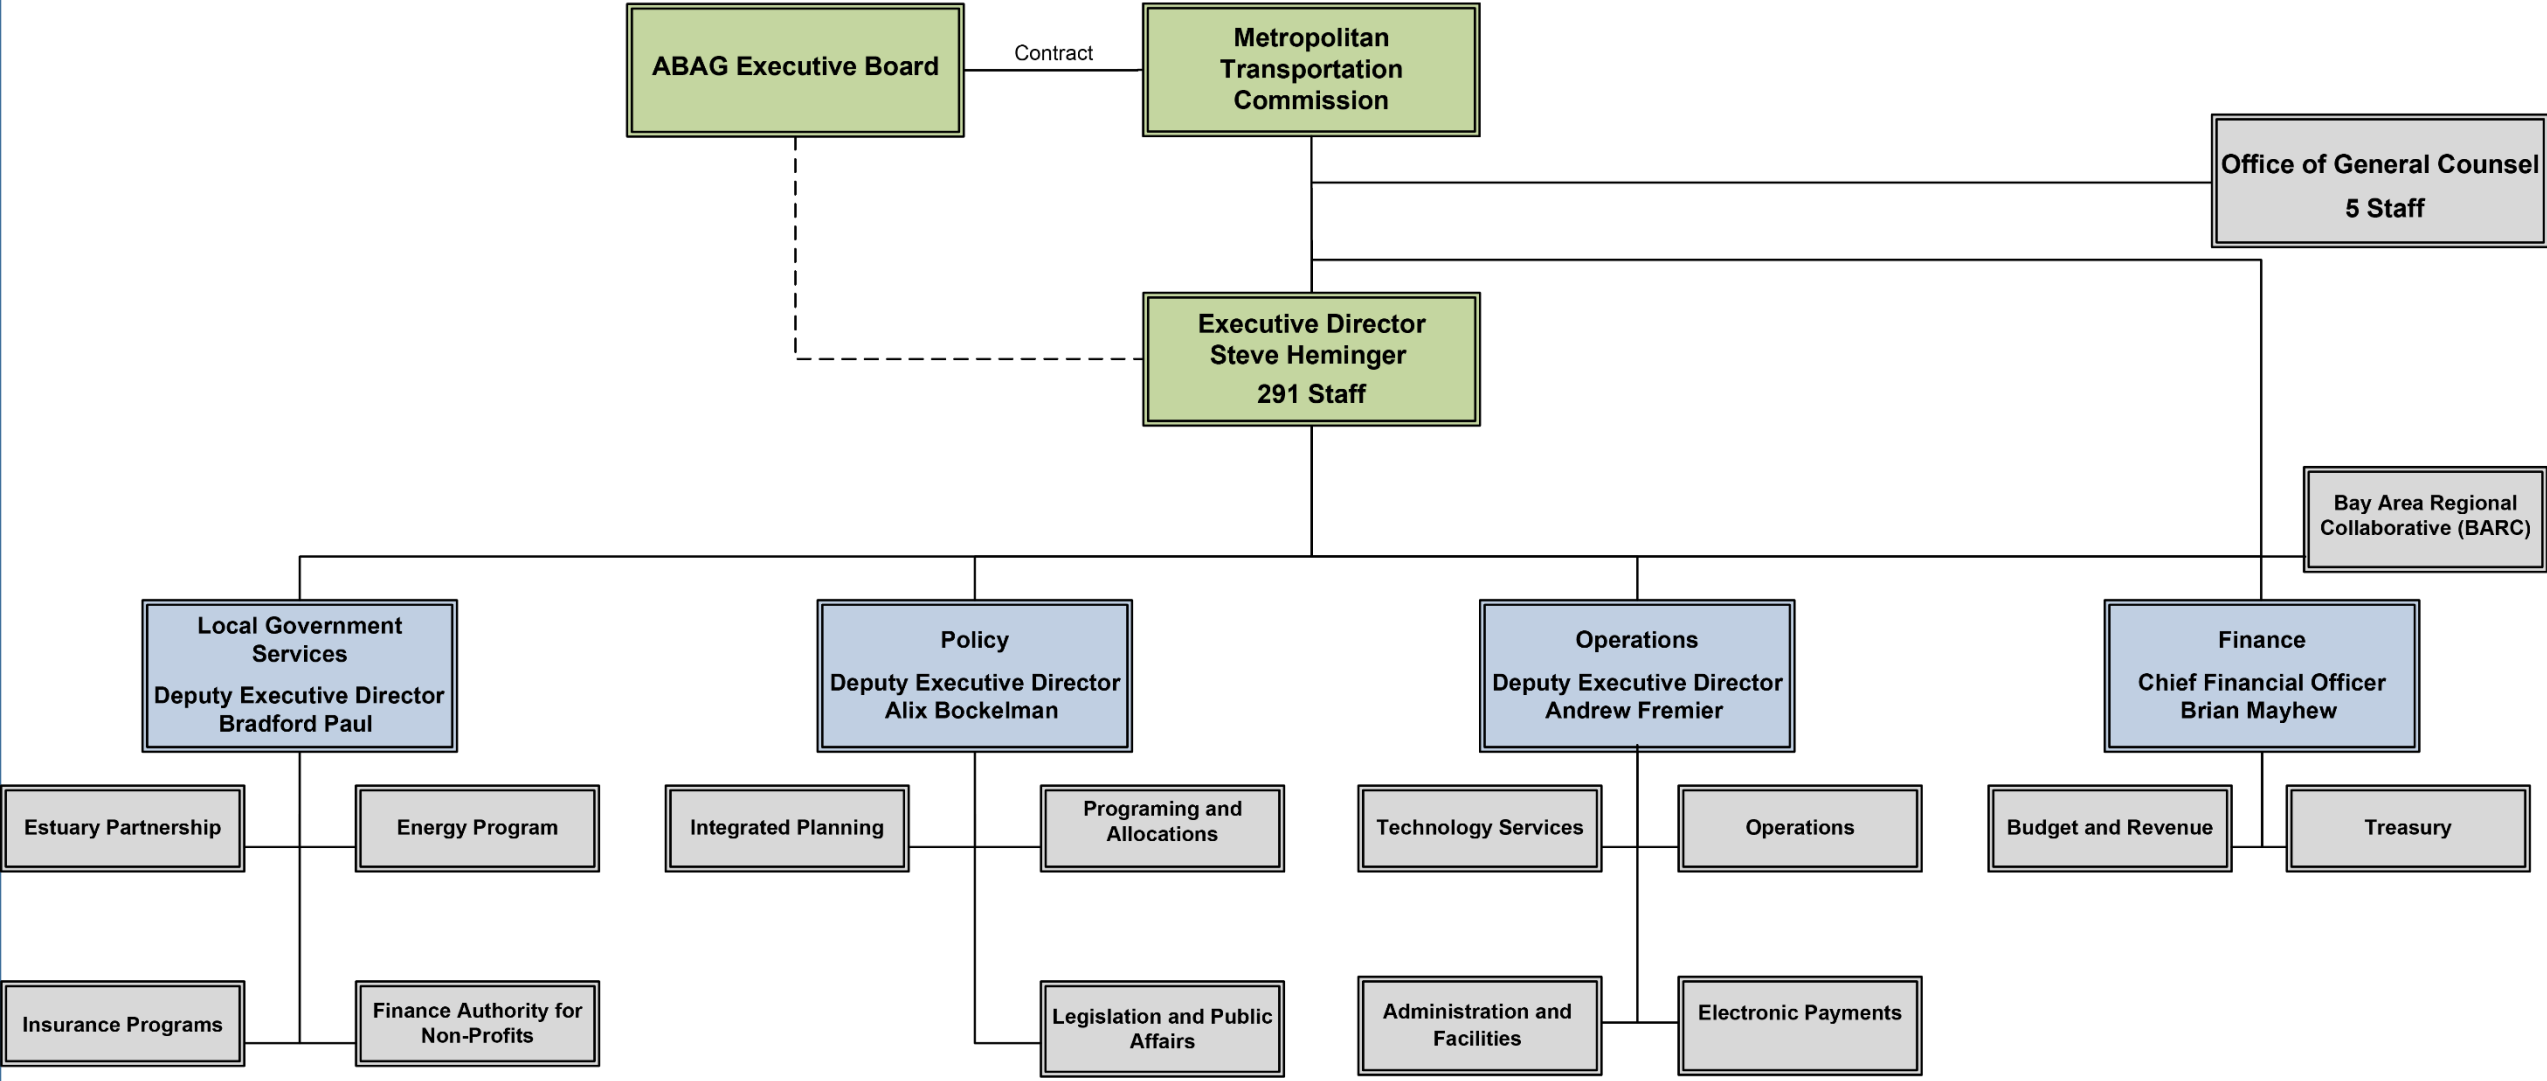 ABAG Executive Board
Contract
Metropolitan
Transportation
Commission
Office of General Counsel
5 Staff
Executive Director
Steve Heminger
291 Staff
Bay Area Regional
Collaborative (BARC)
Local Government
Services
Deputy Executive Director
Bradford Paul
Policy
Deputy Executive Director
Alix Bockelman
Operations
Deputy Executive Director
Andrew Fremier
Finance
Chief Financial Officer
Brian Mayhew
Estuary Partnership
Energy Program
Integrated Planning
Programing and
Allocations
Technology Services
Operations
Budget and Revenue
Treasury
Insurance Programs
Finance Authority for
Non-Profits
Legislation and Public
Affairs
Administration and
Facilities
Electronic Payments